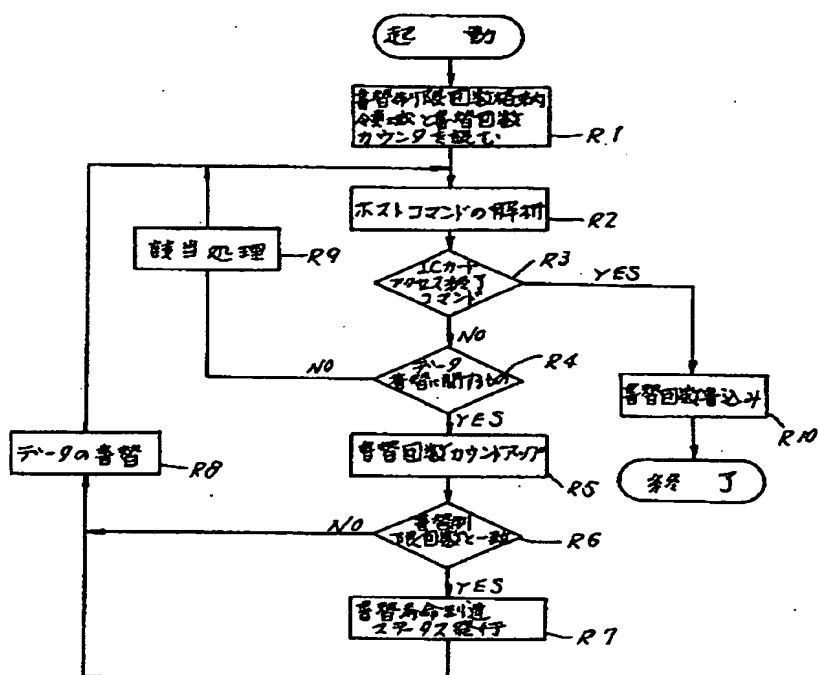 起 動
書替制限回数格納
領域と書替回数
カウンタを読む
R1
ホストコマンドの解析
R2
該当処理
R9
ICカード
アクセス終了
コマンド
R3
YES
NO
データ
書替に関するもの
R4
NO
YES
書替回数書込み
R10
データの書替
R8
書替回数カウントアップ
R5
終 了
書替制
限回数と一致
R6
NO
YES
書替寿命到達
ステータス発行
R7